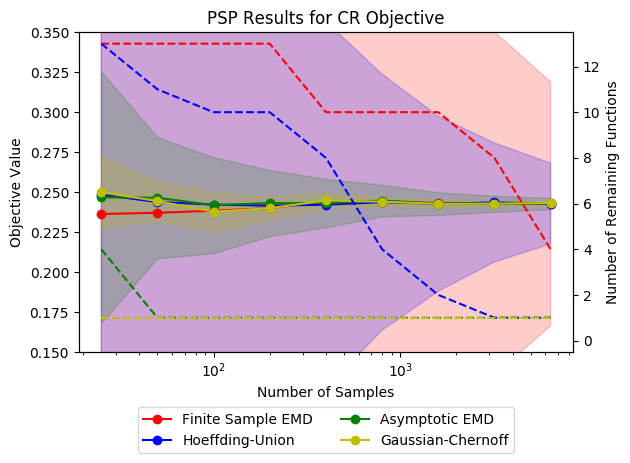 PSP Results for CR Objective
0.350
0.325
0.300
0.275
0.250
0.225
0.200
0.175
0.150
Objective Value
12
10
8
6
4
2
0
Number of Remaining Functions
10²
10³
Number of Samples
Finite Sample EMD
Hoeffding-Union
Asymptotic EMD
Gaussian-Chernoff